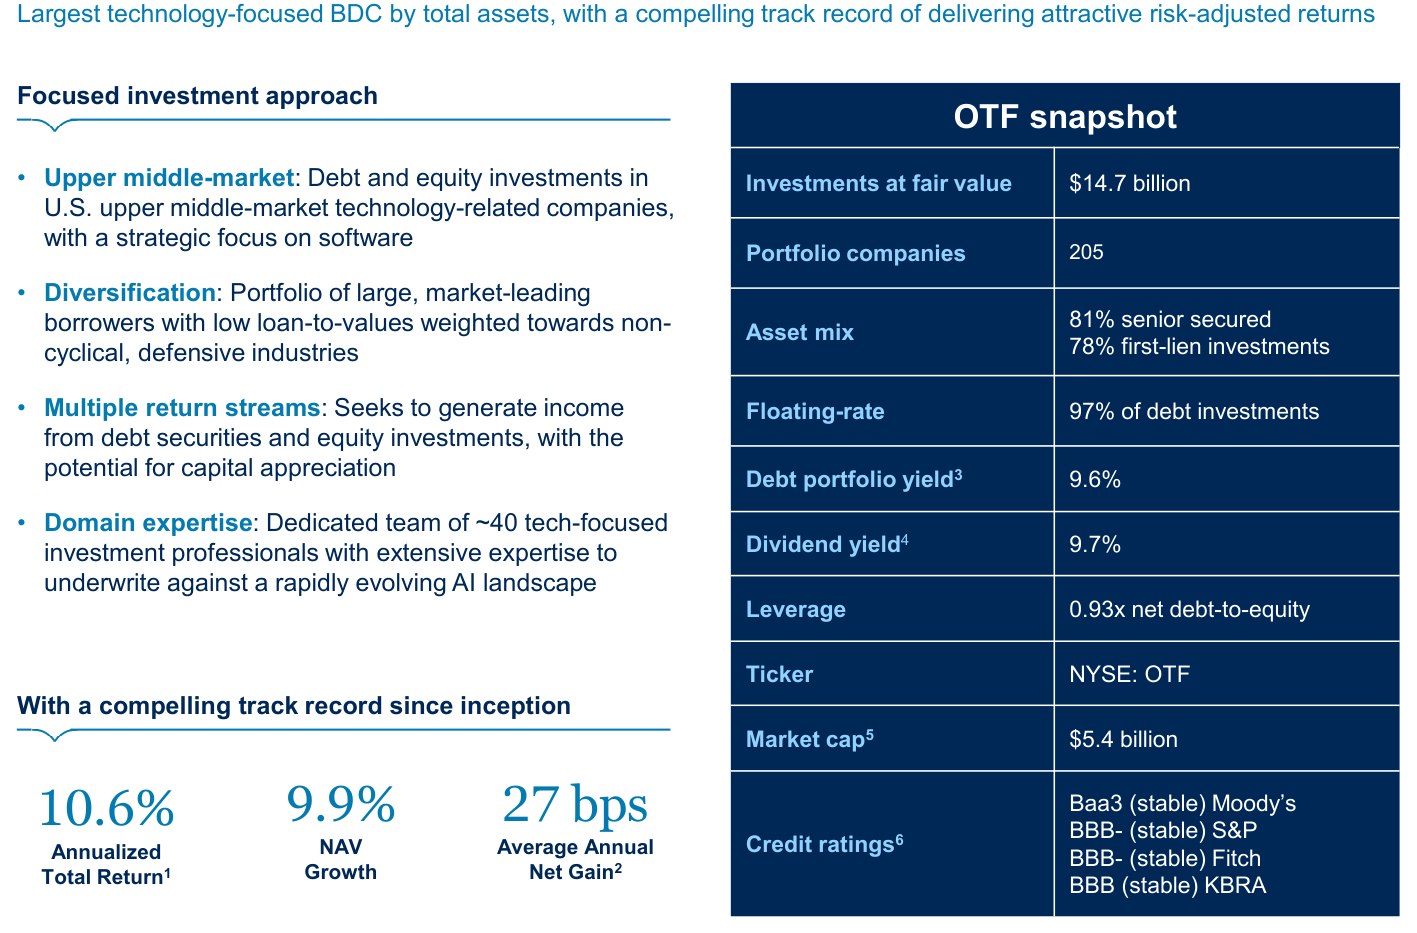 Largest technology-focused BDC by total assets, with a compelling track record of delivering attractive risk-adjusted returns
Focused investment approach
• Upper middle-market: Debt and equity investments in
U.S. upper middle-market technology-related companies,
with a strategic focus on software
• Diversification: Portfolio of large, market-leading
borrowers with low loan-to-values weighted towards non-
cyclical, defensive industries
• Multiple return streams: Seeks to generate income
from debt securities and equity investments, with the
potential for capital appreciation
• Domain expertise: Dedicated team of ~40 tech-focused
investment professionals with extensive expertise to
underwrite against a rapidly evolving AI landscape
With a compelling track record since inception
10.6%
Annualized
Total Return¹
9.9%
NAV
Growth
27 bps
Average Annual
Net Gain²
OTF snapshot
Investments at fair value
$14.7 billion
Portfolio companies
205
Asset mix
81% senior secured
78% first-lien investments
Floating-rate
97% of debt investments
Debt portfolio yield³
9.6%
Dividend yield⁴
9.7%
Leverage
0.93x net debt-to-equity
Ticker
NYSE: OTF
Market cap⁵
$5.4 billion
Credit ratings⁶
Baa3 (stable) Moody’s
BBB- (stable) S&P
BBB- (stable) Fitch
BBB (stable) KBRA